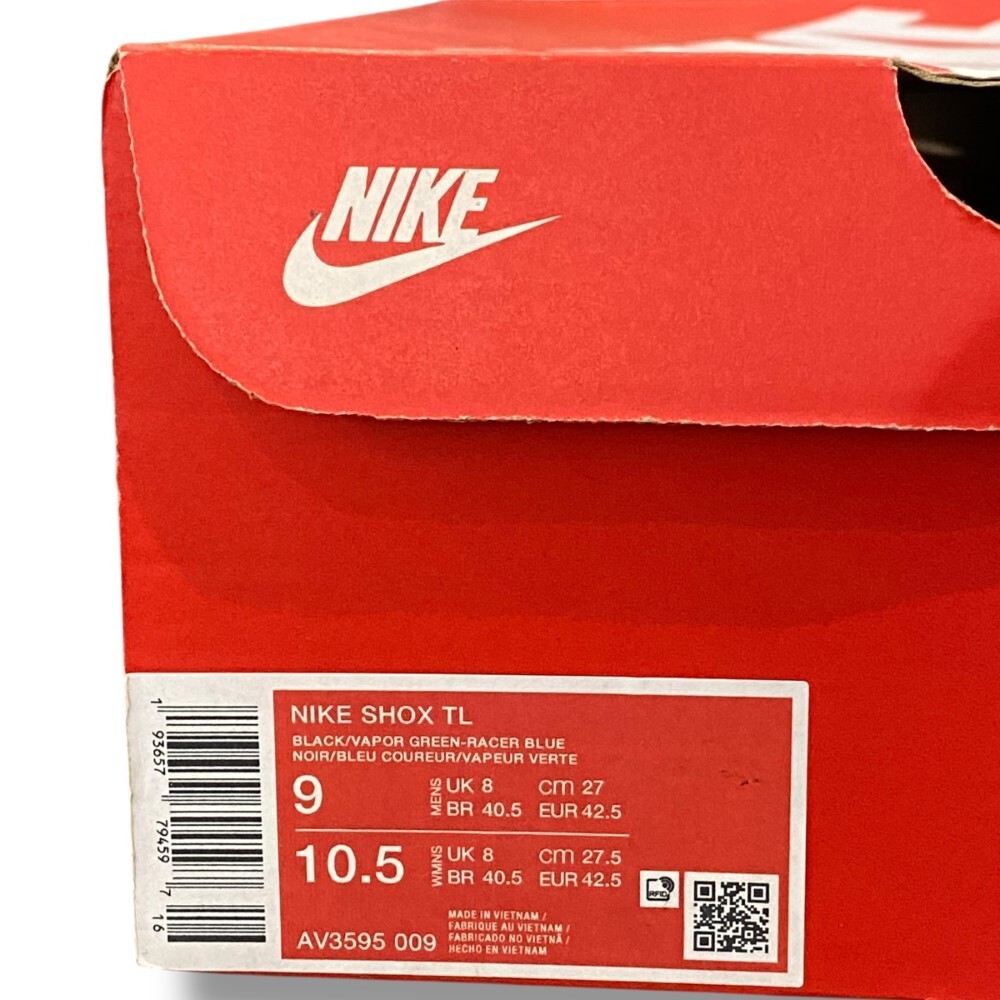 NIKE
NIKE SHOX TL
BLACK/VAPOR GREEN-RACER BLUE
NOIR/BLEU COUREUR/VAPEUR VERTE
9 MENS UK 8 cm 27
BR 40.5 EUR 42.5
10.5 WMNS UK 8 cm 27.5
BR 40.5 EUR 42.5
AV3595 009
MADE IN VIETNAM /
FABRIQUE AU VIETNAM /
FABRICADO NO VIETNÃ /
HECHO EN VIETNAM
RFID
1 93657 79459 7 16